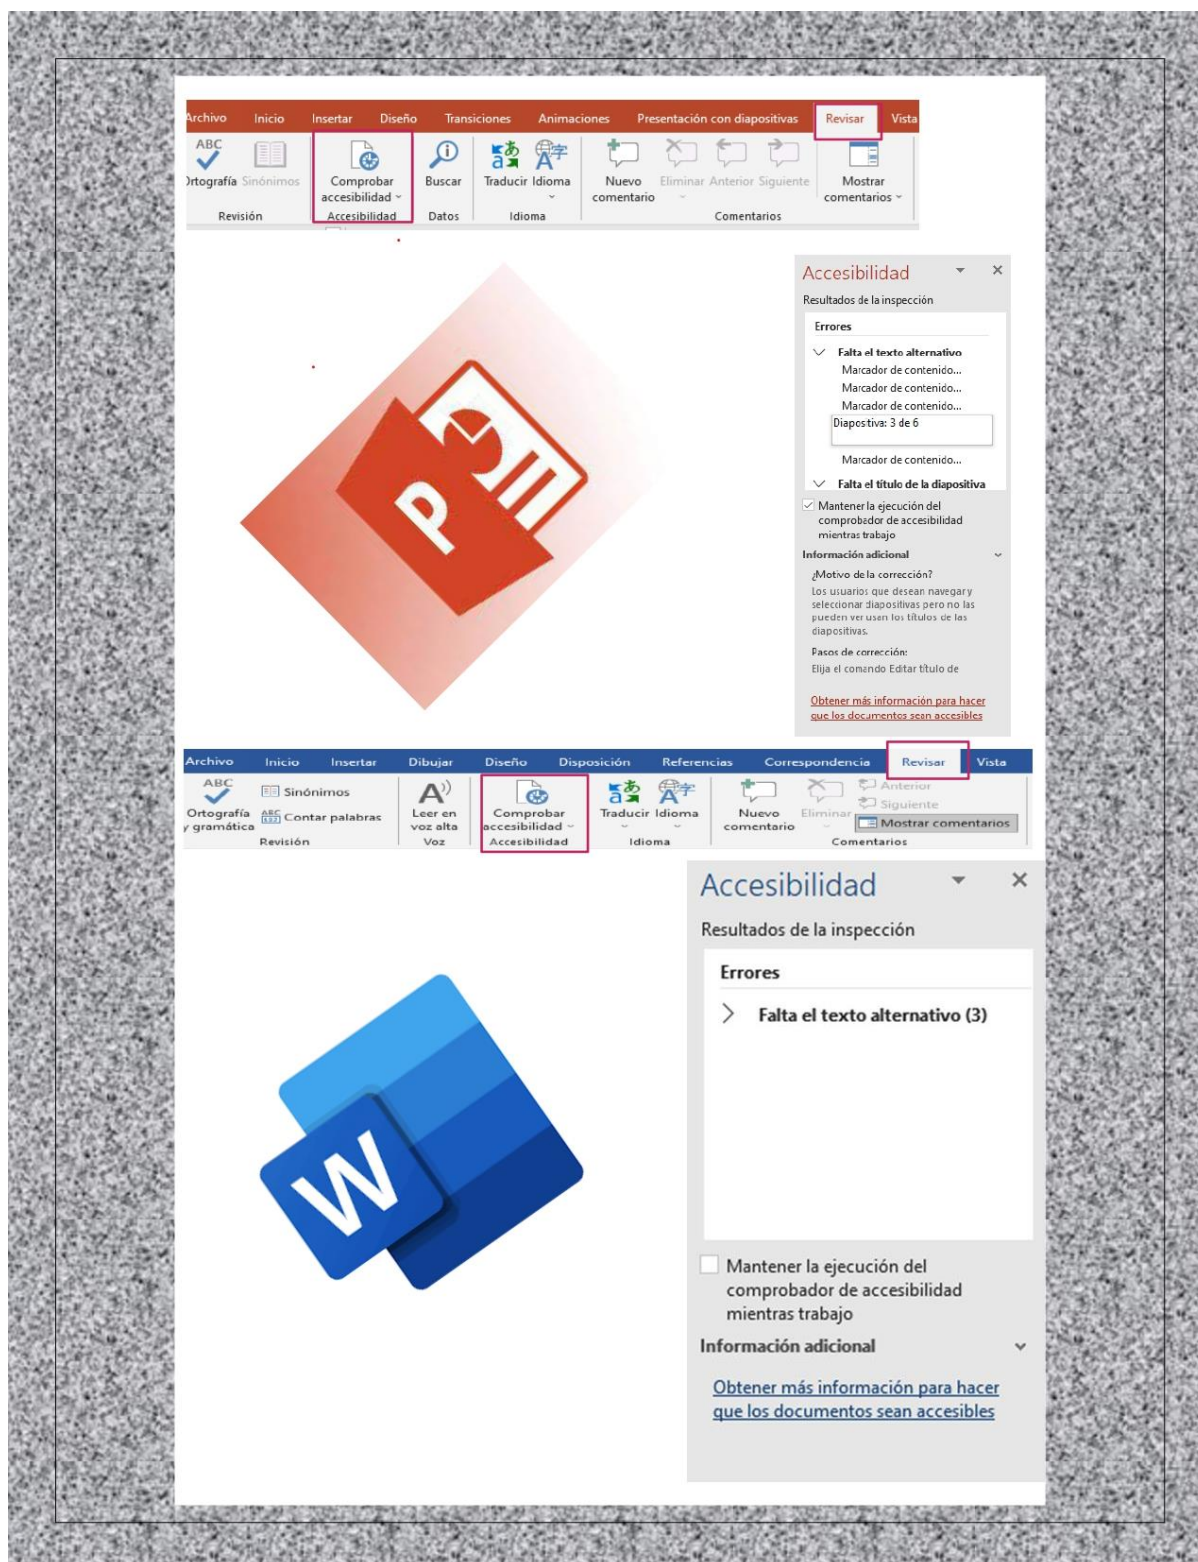 Archivo Inicio Insertar Diseño Transiciones Animaciones Presentación con diapositivas Revisar Vista
ABC
Ortografía Sinónimos Comprobar accesibilidad Buscar Traducir Idioma Nuevo comentario Eliminar Anterior Siguiente Mostrar comentarios
Revisión Accesibilidad Datos Idioma Comentarios
Accesibilidad
Resultados de la inspección
Errores
Falta el texto alternativo
Marcador de contenido...
Marcador de contenido...
Marcador de contenido...
Diapositiva: 3 de 6
Marcador de contenido...
Falta el título de la diapositiva
Mantener la ejecución del
comprobador de accesibilidad
mientras trabajo
Información adicional
¿Motivo de la corrección?
Los usuarios que desean navegar y
seleccionar diapositivas pero no las
pueden ver usan los títulos de las
diapositivas.
Pasos de corrección:
Elija el comando Editar título de
Obtener más información para hacer
que los documentos sean accesibles
P
Archivo Inicio Insertar Dibujar Diseño Disposición Referencias Correspondencia Revisar Vista
ABC
Ortografía y gramática
Sinónimos
ABC 123 Contar palabras
Leer en voz alta
Comprobar accesibilidad
Traducir Idioma
Nuevo comentario
Eliminar
Anterior
Siguiente
Mostrar comentarios
Revisión Voz Accesibilidad Idioma Comentarios
Accesibilidad
Resultados de la inspección
Errores
Falta el texto alternativo (3)
Mantener la ejecución del
comprobador de accesibilidad
mientras trabajo
Información adicional
Obtener más información para hacer
que los documentos sean accesibles
W